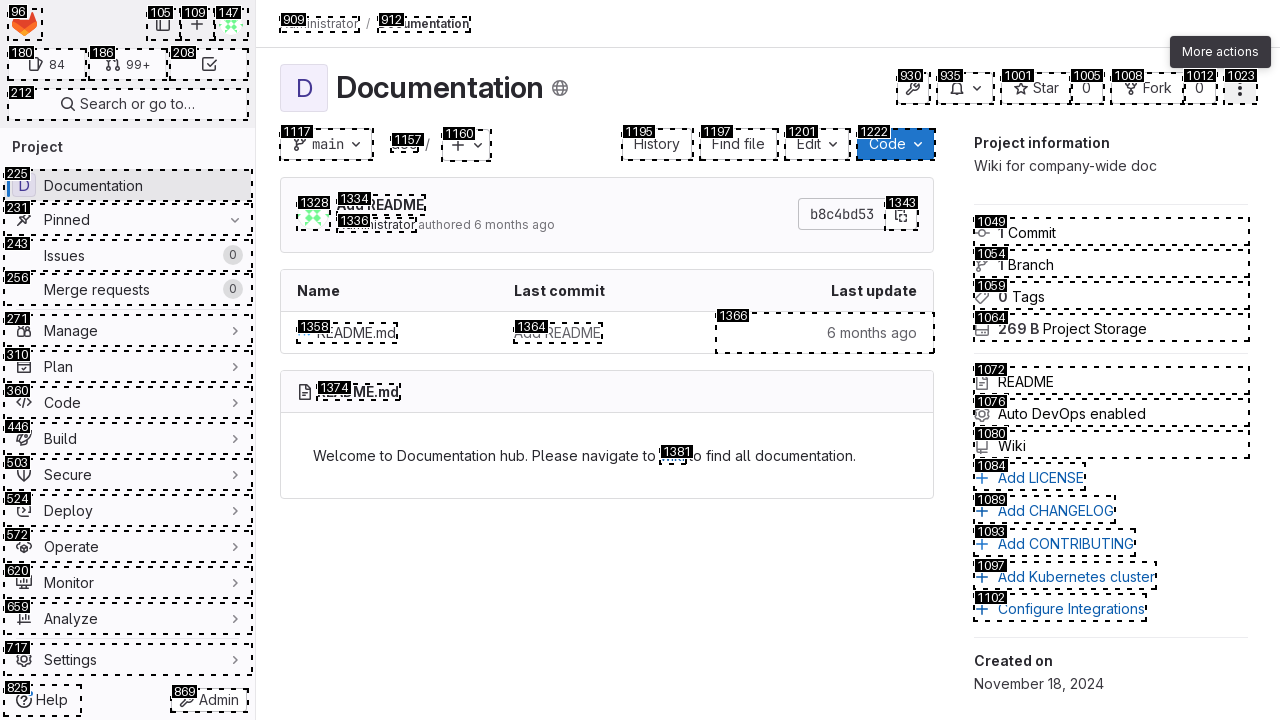 96
105
109
147
180
84
186
99+
208
212
Search or go to…
Project
225
D
Documentation
231
Pinned
243
Issues
0
256
Merge requests
0
271
Manage
310
Plan
360
Code
446
Build
503
Secure
524
Deploy
572
Operate
620
Monitor
659
Analyze
717
Settings
825
Help
869
Admin
909
/
912
Documentation
More actions
D
Documentation
930
935
1001
Star
1005
0
1008
Fork
1012
0
1023
1117
main
1157
/
1160
1195
History
1197
Find file
1201
Edit
1222
Code
1328
1334
Add README
1336
Administrator authored 6 months ago
b8c4bd53
1343
Name
Last commit
Last update
1358
README.md
1364
Add README
1366
6 months ago
1374
README.md
Welcome to Documentation hub. Please navigate to
1381
to find all documentation.
Project information
Wiki for company-wide doc
1049
1 Commit
1054
1 Branch
1059
0 Tags
1064
269 B Project Storage
1072
README
1076
Auto DevOps enabled
1080
Wiki
1084
Add LICENSE
1089
Add CHANGELOG
1093
Add CONTRIBUTING
1097
Add Kubernetes cluster
1102
Configure Integrations
Created on
November 18, 2024